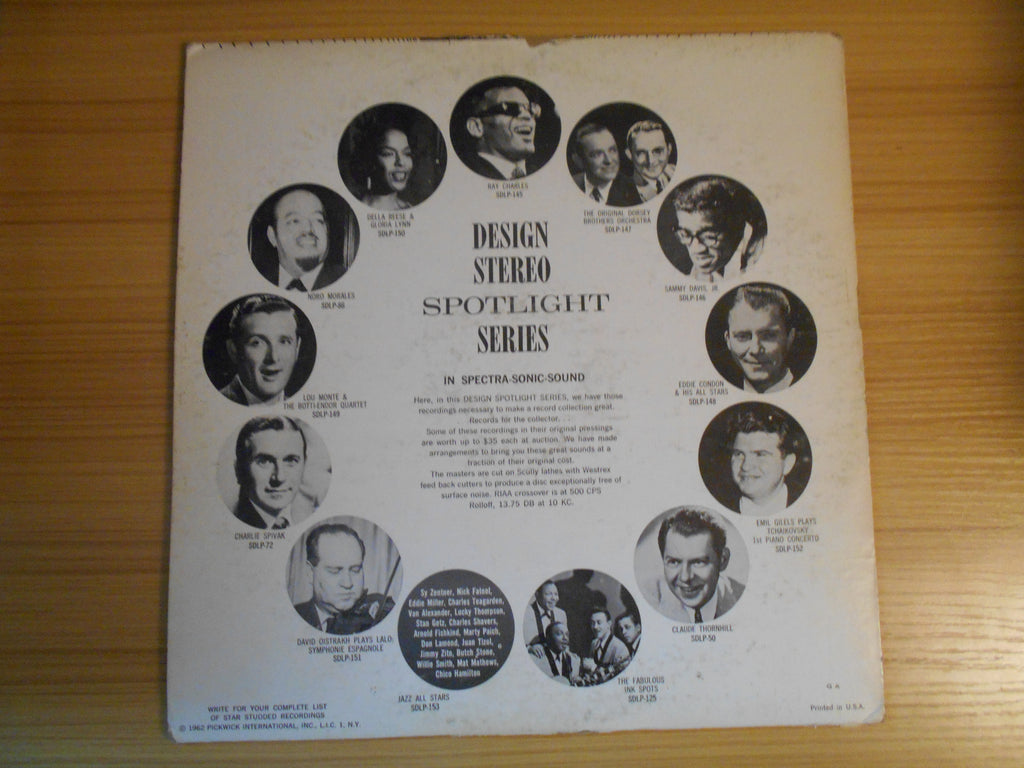 RAY CHARLES
SDLP-145
DELLA REESE &
GLORIA LYNN
SDLP-150
THE ORIGINAL DORSEY
BROTHERS ORCHESTRA
SDLP-147
NORO MORALES
SDLP-86
SAMMY DAVIS, JR.
SDLP-146
DESIGN
STEREO
SPOTLIGHT
SERIES
IN SPECTRA-SONIC-SOUND
Here, in this DESIGN SPOTLIGHT SERIES, we have those
recordings necessary to make a record collection great.
Records for the collector. . .
Some of these recordings in their original pressings
are worth up to $35 each at auction. We have made
arrangements to bring you these great sounds at a
fraction of their original cost.
The masters are cut on Scully lathes with Westrex
feed back cutters to produce a disc exceptionally free of
surface noise. RIAA crossover is at 500 CPS
Rolloff, 13.75 DB at 10 KC.
LOU MONTE &
THE BOTTI-ENDOR QUARTET
SDLP-149
EDDIE CONDON
& HIS ALL STARS
SDLP-148
CHARLIE SPIVAK
SDLP-72
EMIL GILELS PLAYS
TCHAIKOVSKY
1st PIANO CONCERTO
SDLP-152
DAVID OISTRAKH PLAYS LALO:
SYMPHONIE ESPAGNOLE
SDLP-151
CLAUDE THORNHILL
SDLP-50
Sy Zentner, Nick Fatool,
Eddie Miller, Charles Teagarden,
Van Alexander, Lucky Thompson,
Stan Getz, Charles Shavers,
Arnold Fishkind, Marty Paich,
Don Lamond, Juan Tizol,
Jimmy Zito, Butch Stone,
Willie Smith, Mat Mathews,
Chico Hamilton
JAZZ ALL STARS
SDLP-153
THE FABULOUS
INK SPOTS
SDLP-125
WRITE FOR YOUR COMPLETE LIST
OF STAR STUDDED RECORDINGS
© 1962 PICKWICK INTERNATIONAL, INC., L.I.C. 1, N.Y.
G A
Printed in U.S.A.